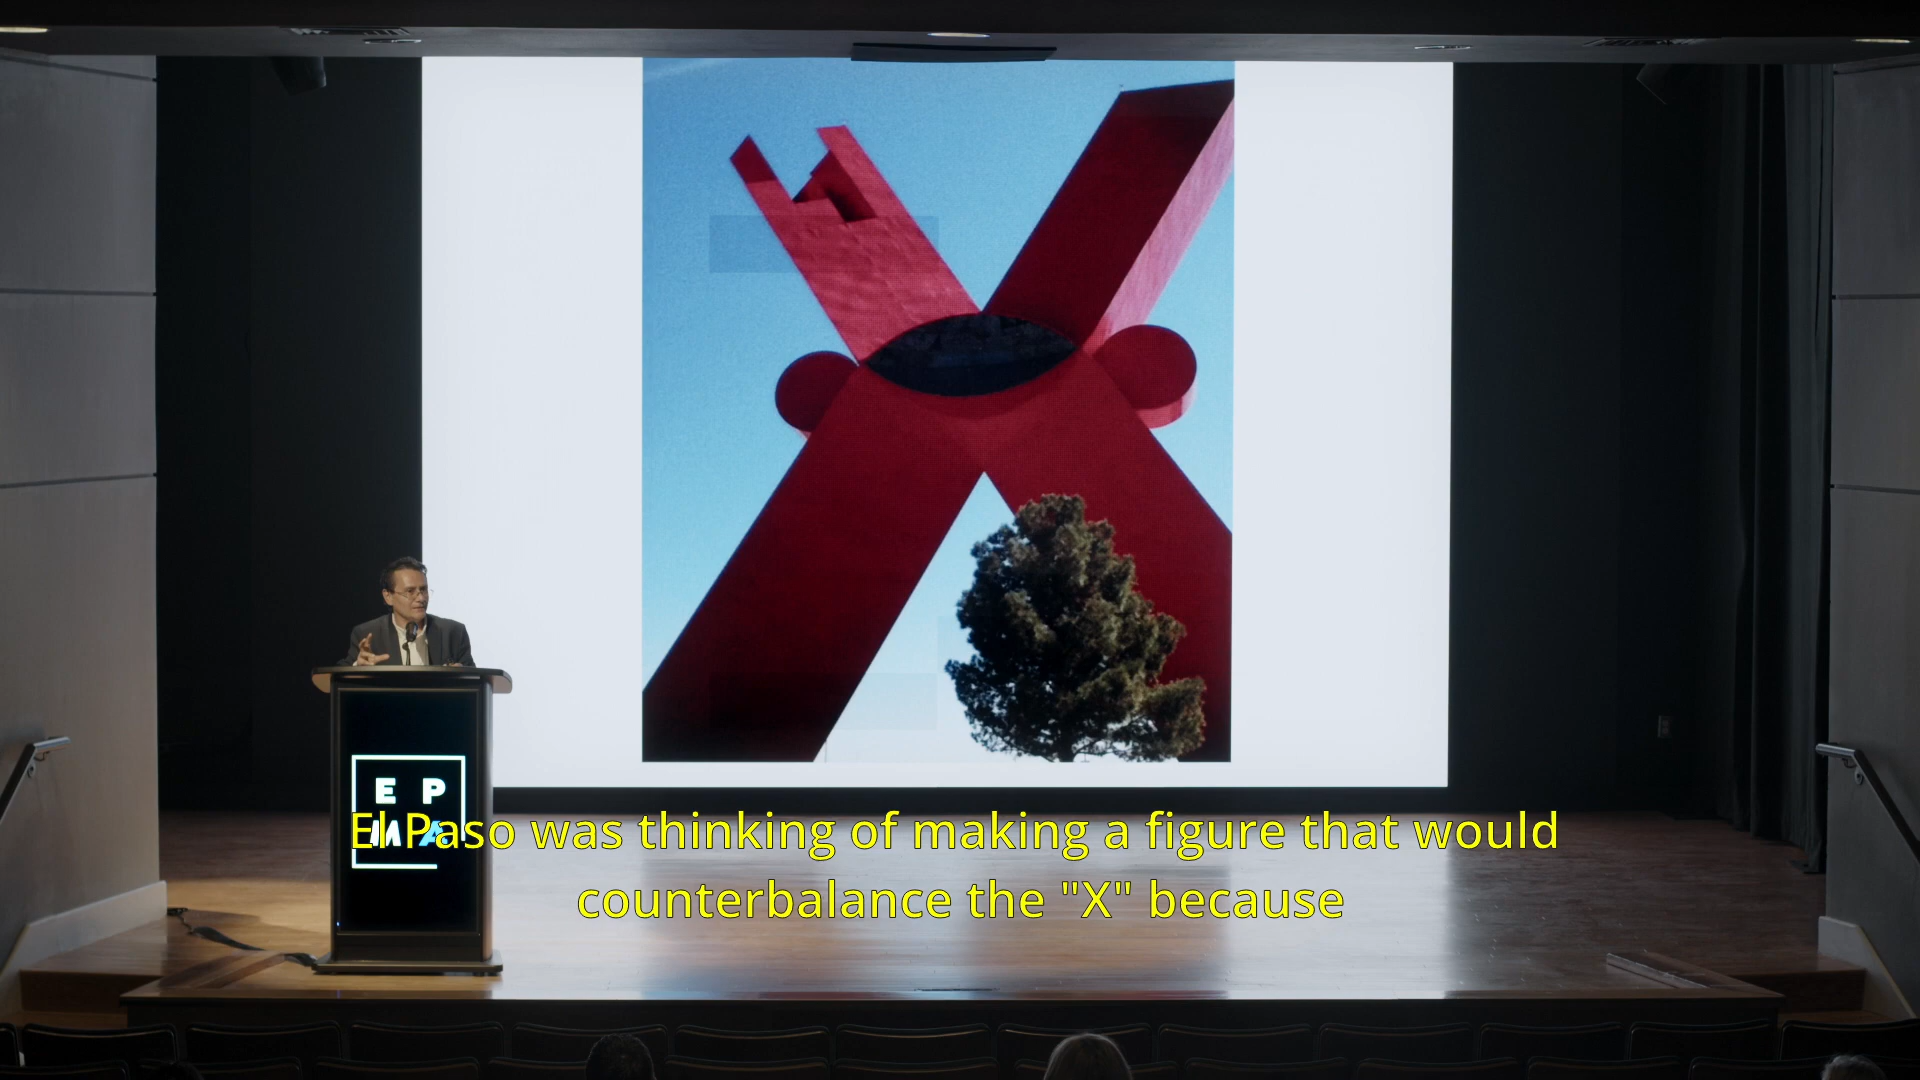 E P
M A
El Paso was thinking of making a figure that would
counterbalance the "X" because